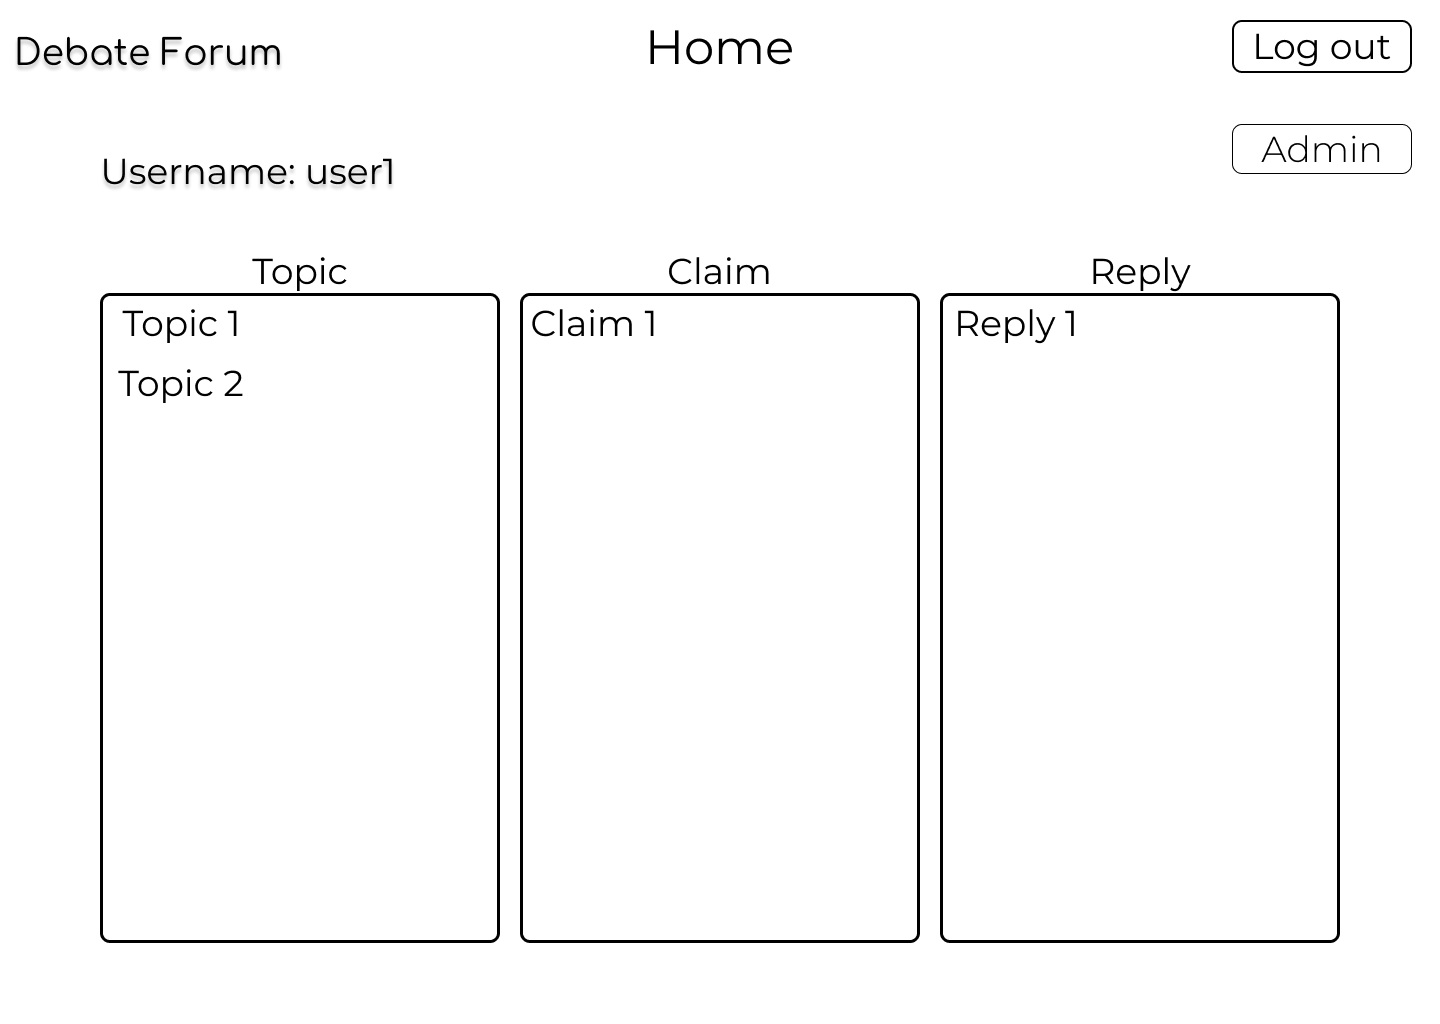 Debate Forum
Home
Log out
Admin
Username: user1
Topic
Claim
Reply
Topic 1
Topic 2
Claim 1
Reply 1